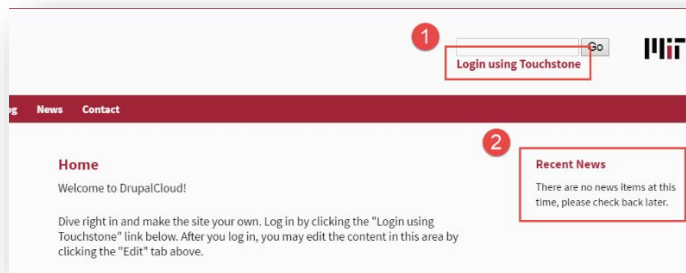 1
Go
Login using Touchstone
News Contact
2
Home
Welcome to DrupalCloud!
Dive right in and make the site your own. Log in by clicking the "Login using
Touchstone" link below. After you log in, you may edit the content in this area by
clicking the "Edit" tab above.
Recent News
There are no news items at this
time, please check back later.